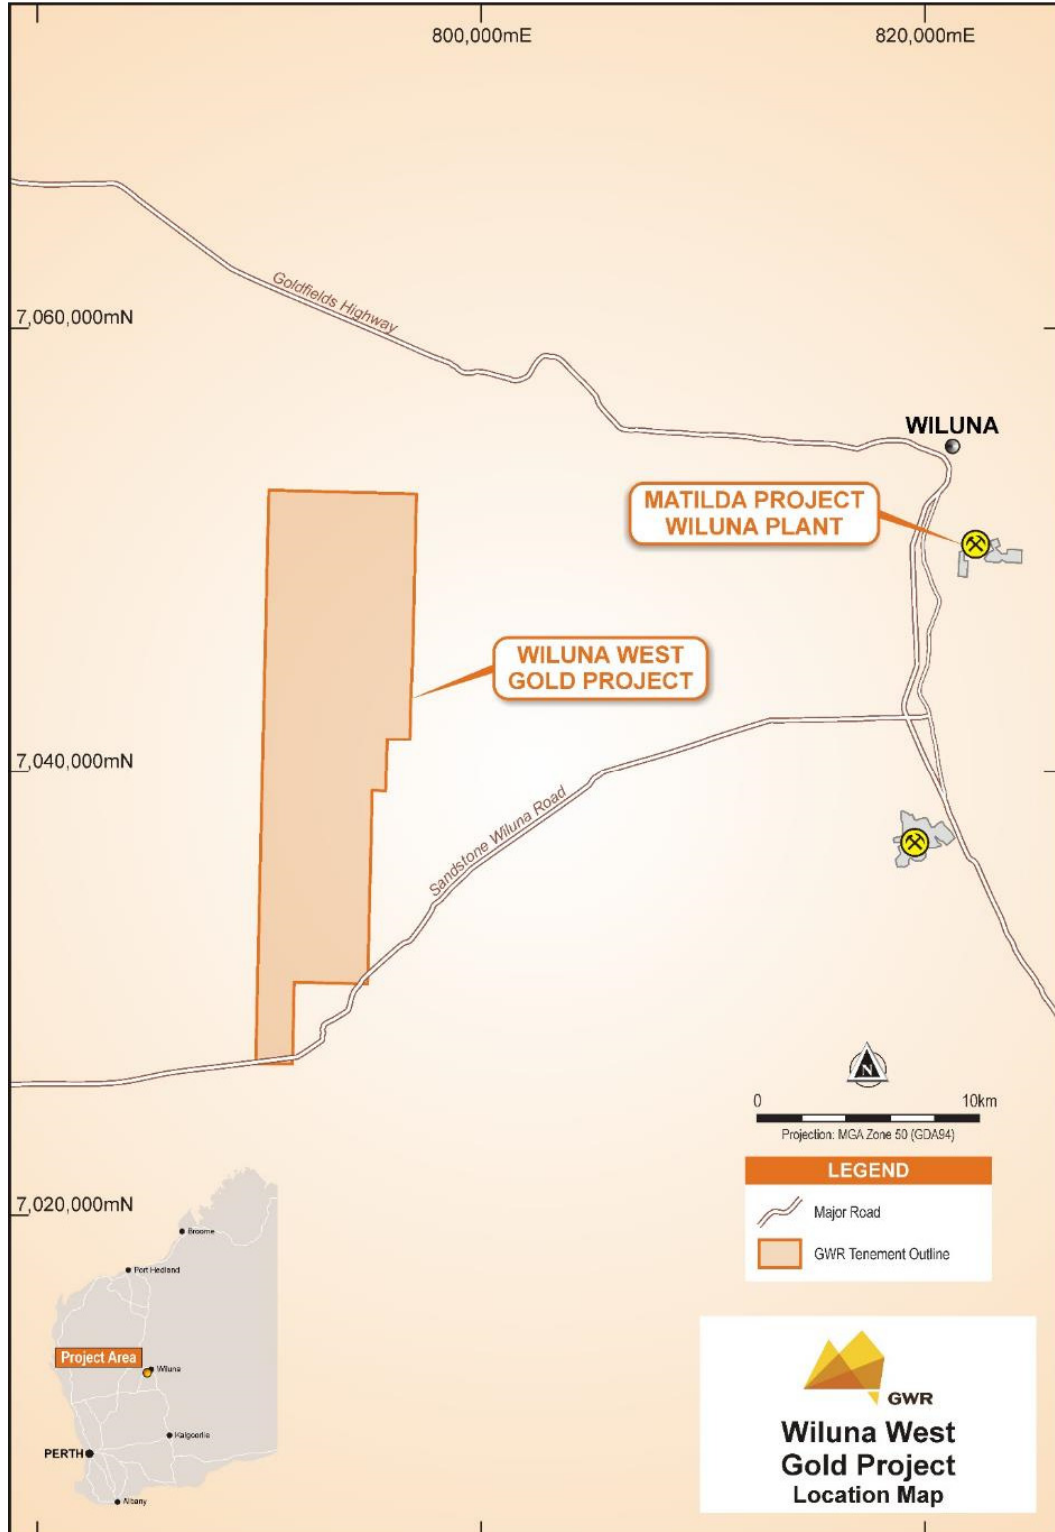 800,000mE
820,000mE
Goldfields Highway
7,060,000mN
WILUNA
MATILDA PROJECT
WILUNA PLANT
WILUNA WEST
GOLD PROJECT
7,040,000mN
Sandstone Wiluna Road
N
0 10km
Projection: MGA Zone 50 (GDA94)
LEGEND
Major Road
GWR Tenement Outline
7,020,000mN
Broome
Port Hedland
Project Area
Wiluna
Kalgoorlie
PERTH
Albany
GWR
Wiluna West
Gold Project
Location Map